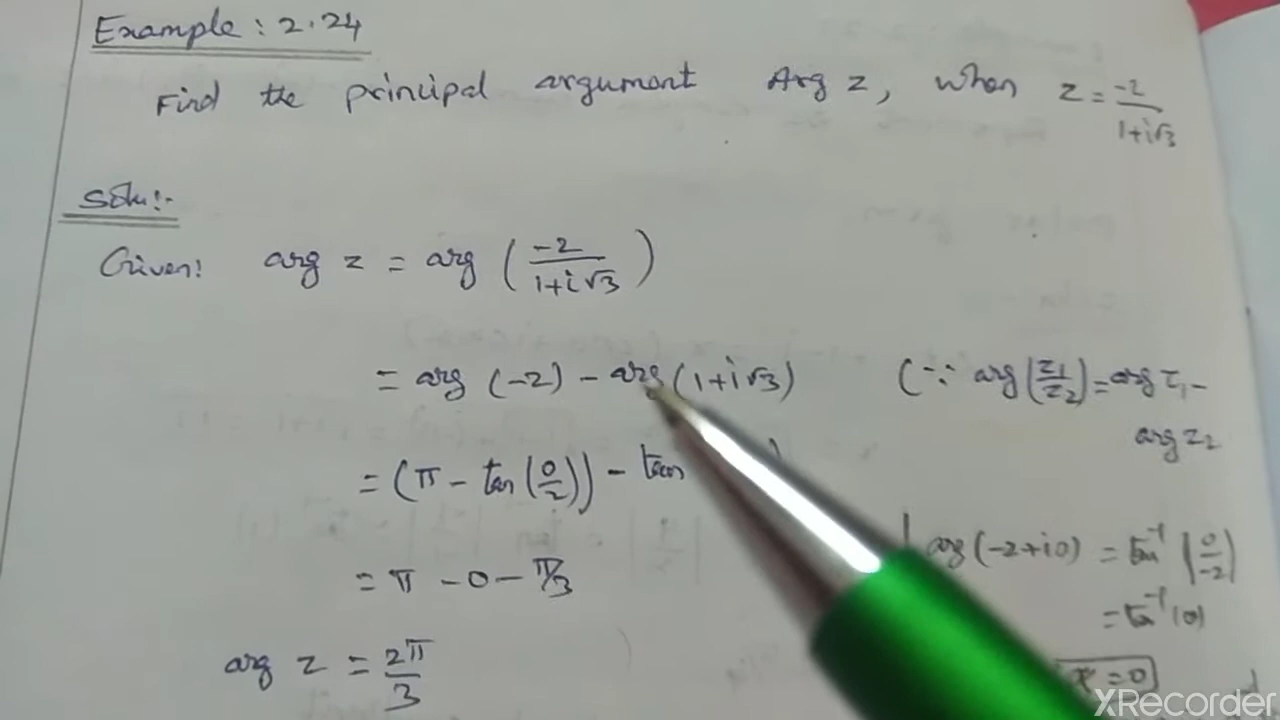 Example : 2.24
Find the principal argument Arg z, when z = -2/1+i√3
Soln:-
Given: arg z = arg (-2/1+i√3)
= arg (-2) - arg (1+i√3) (∵ arg(z1/z2) = arg z1 -
arg z2
= (π - tan(0/2)) - tan
arg(-2+i0) = tan⁻¹ |0/-2|
= π - 0 - π/3
= tan⁻¹ |0|
arg z = 2π/3
= 0
XRecorder